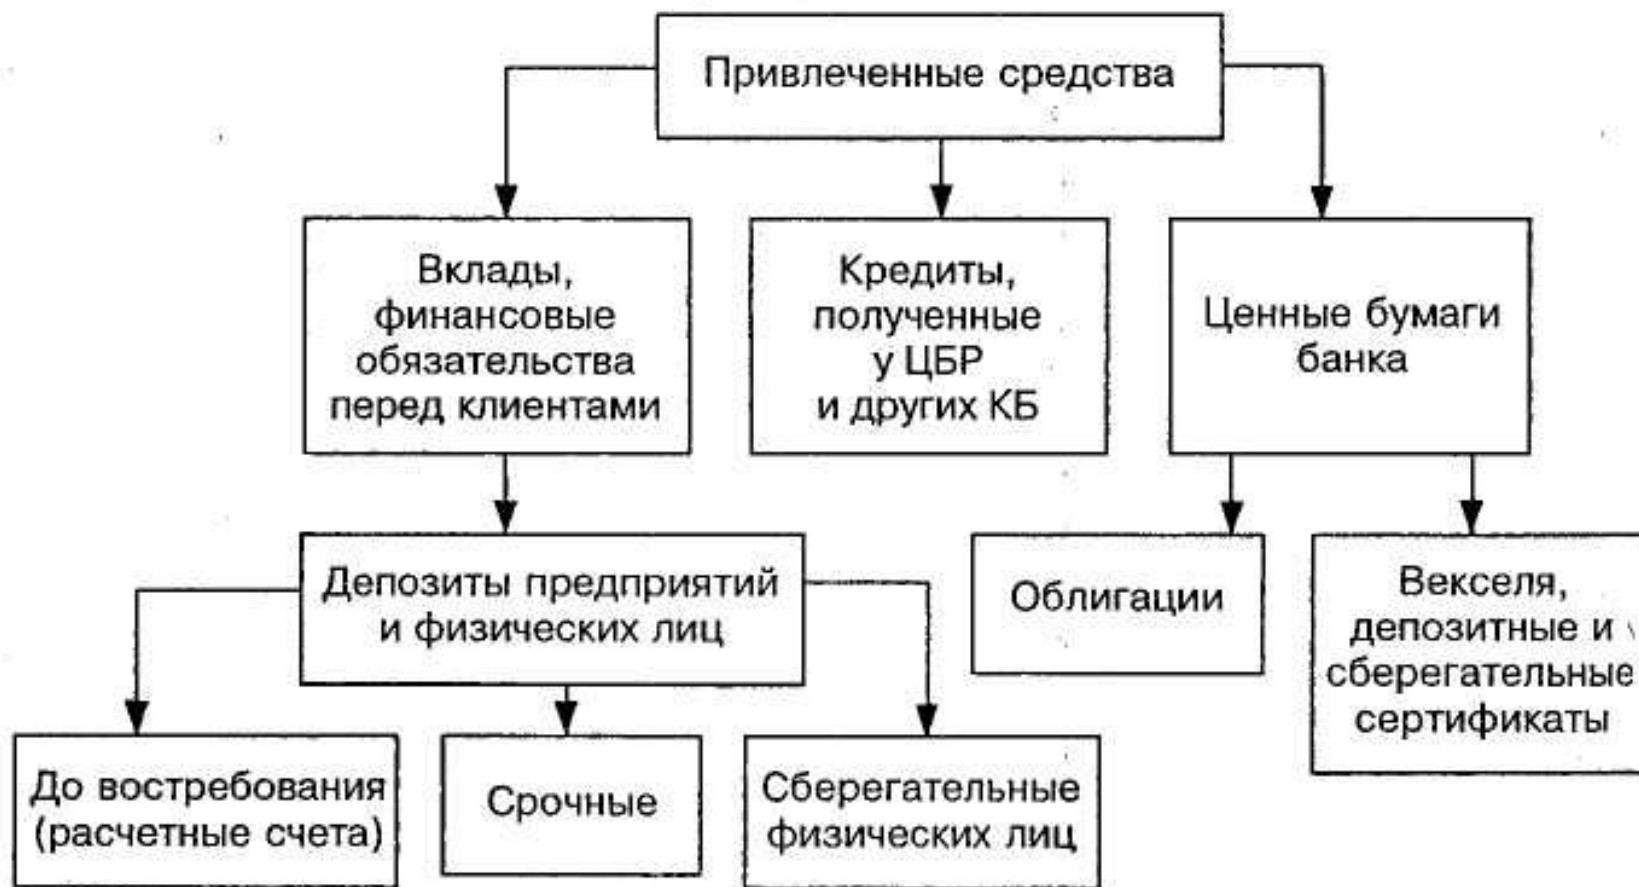 Привлеченные средства
Вклады,
финансовые
обязательства
перед клиентами
Кредиты,
полученные
у ЦБР
и других КБ
Ценные бумаги
банка
Депозиты предприятий
и физических лиц
Облигации
Векселя,
депозитные и
сберегательные
сертификаты
До востребования
(расчетные счета)
Срочные
Сберегательные
физических лиц